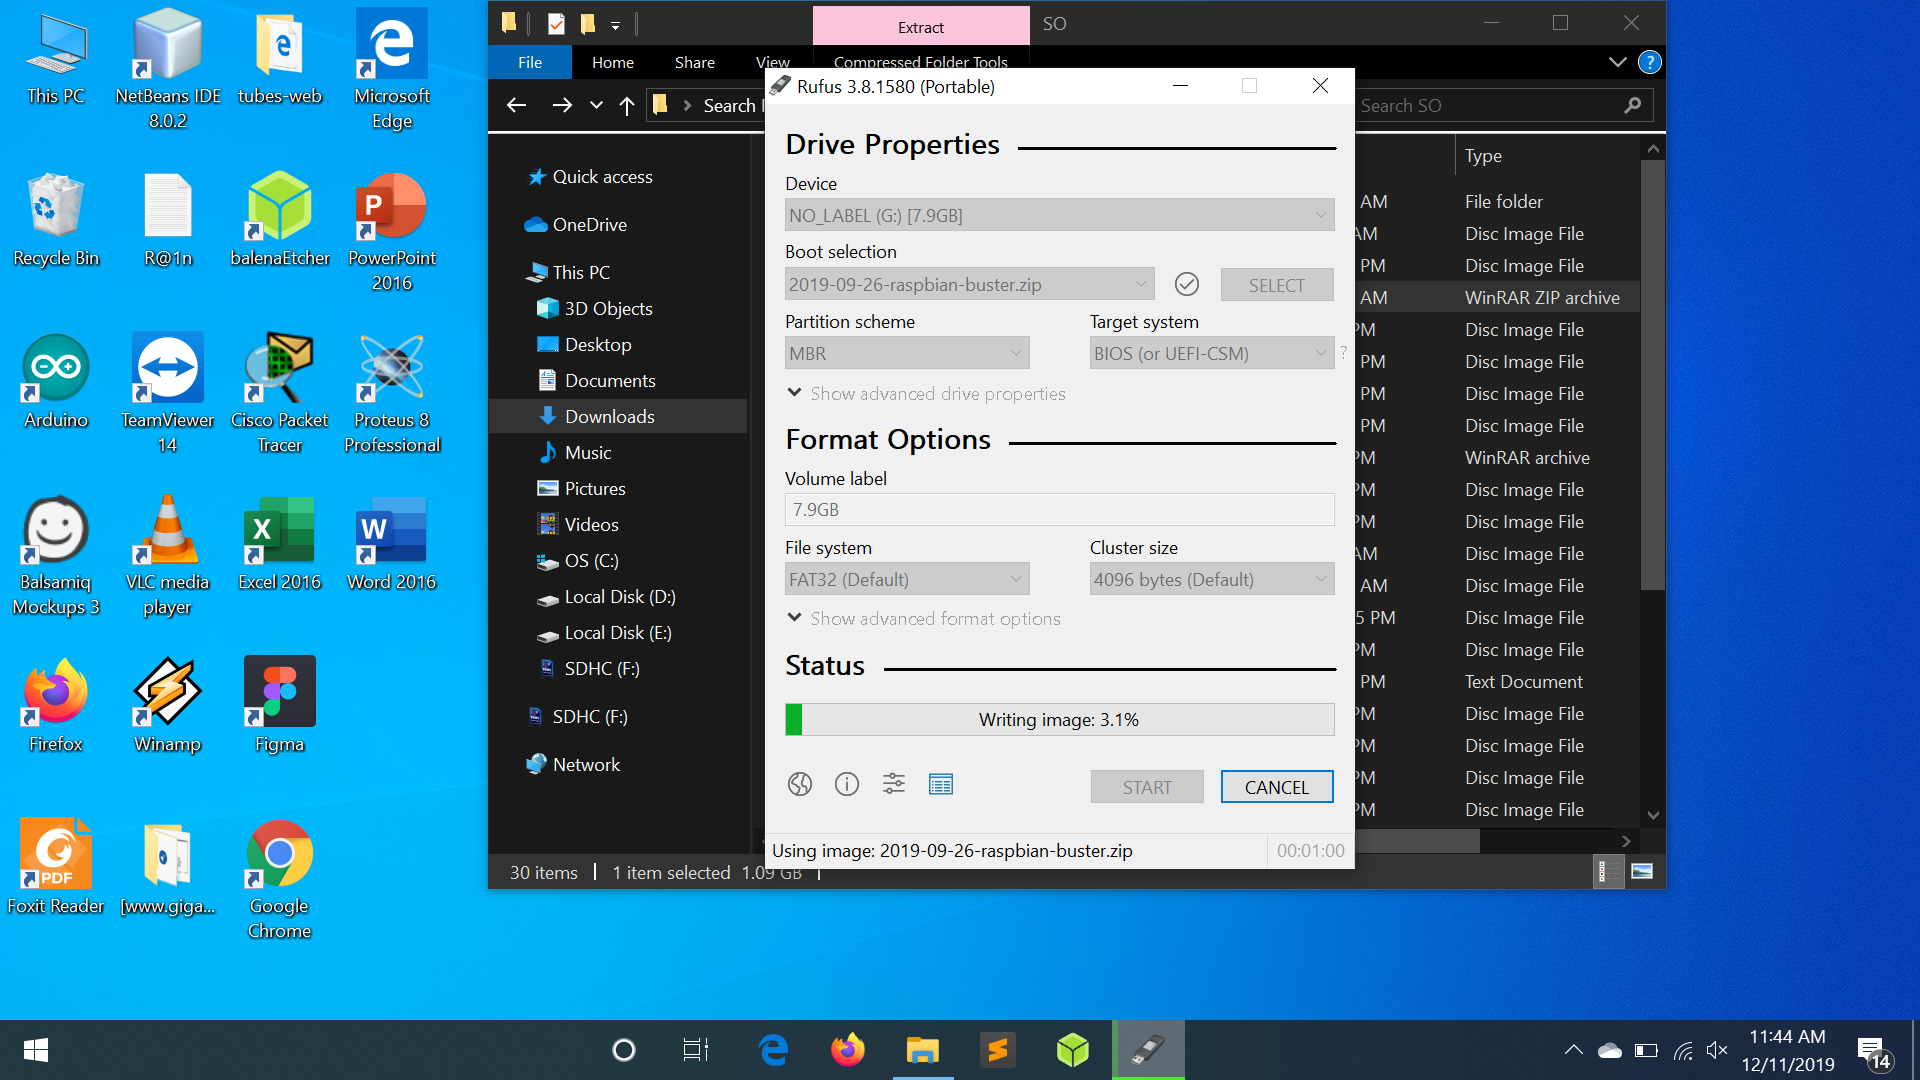 This PC
NetBeans IDE
8.0.2
tubes-web
Microsoft
Edge
Recycle Bin
R@1n
balenaEtcher
PowerPoint
2016
Arduino
TeamViewer
14
Cisco Packet
Tracer
Proteus 8
Professional
Balsamiq
Mockups 3
VLC media
player
Excel 2016
Word 2016
Firefox
Winamp
Figma
Foxit Reader
[www.giga...
Google
Chrome
Extract
SO
File
Home
Share
View
Compressed Folder Tools
Search
Search SO
Quick access
OneDrive
This PC
3D Objects
Desktop
Documents
Downloads
Music
Pictures
Videos
OS (C:)
Local Disk (D:)
Local Disk (E:)
SDHC (F:)
SDHC (F:)
Network
Rufus 3.8.1580 (Portable)
Drive Properties
Device
NO_LABEL (G:) [7.9GB]
Boot selection
2019-09-26-raspbian-buster.zip
SELECT
Partition scheme
Target system
MBR
BIOS (or UEFI-CSM)
?
Show advanced drive properties
Format Options
Volume label
7.9GB
File system
Cluster size
FAT32 (Default)
4096 bytes (Default)
Show advanced format options
Status
Writing image: 3.1%
START
CANCEL
Using image: 2019-09-26-raspbian-buster.zip
00:01:00
Type
AM File folder
AM Disc Image File
PM Disc Image File
AM WinRAR ZIP archive
PM Disc Image File
PM Disc Image File
PM Disc Image File
PM Disc Image File
PM WinRAR archive
PM Disc Image File
PM Disc Image File
AM Disc Image File
AM Disc Image File
5 PM Disc Image File
PM Disc Image File
PM Text Document
PM Disc Image File
PM Disc Image File
PM Disc Image File
PM Disc Image File
30 items
1 item selected 1.09 GB
11:44 AM
12/11/2019
14